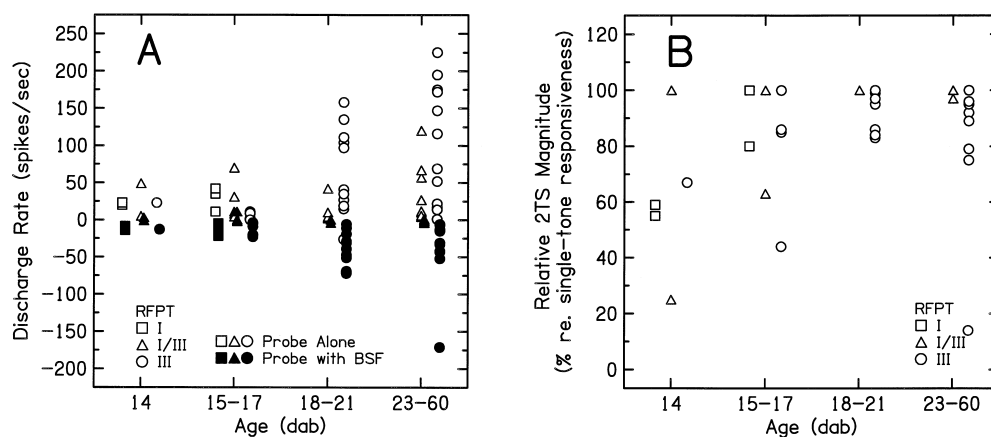 A
Discharge Rate (spikes/sec)
250
200
150
100
50
0
−50
−100
−150
−200
RFPT
I
I/III
III
Probe Alone
Probe with BSF
14
15−17
18−21
23−60
Age (dab)
B
Relative 2TS Magnitude
(% re. single−tone responsiveness)
120
100
80
60
40
20
0
RFPT
I
I/III
III
14
15−17
18−21
23−60
Age (dab)